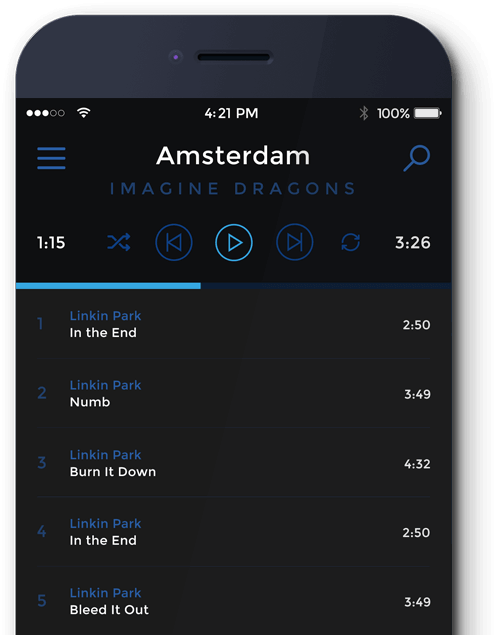 4:21 PM 100%
Amsterdam
IMAGINE DRAGONS
1:15 3:26
1 Linkin Park
In the End 2:50
2 Linkin Park
Numb 3:49
3 Linkin Park
Burn It Down 4:32
4 Linkin Park
In the End 2:50
5 Linkin Park
Bleed It Out 3:49